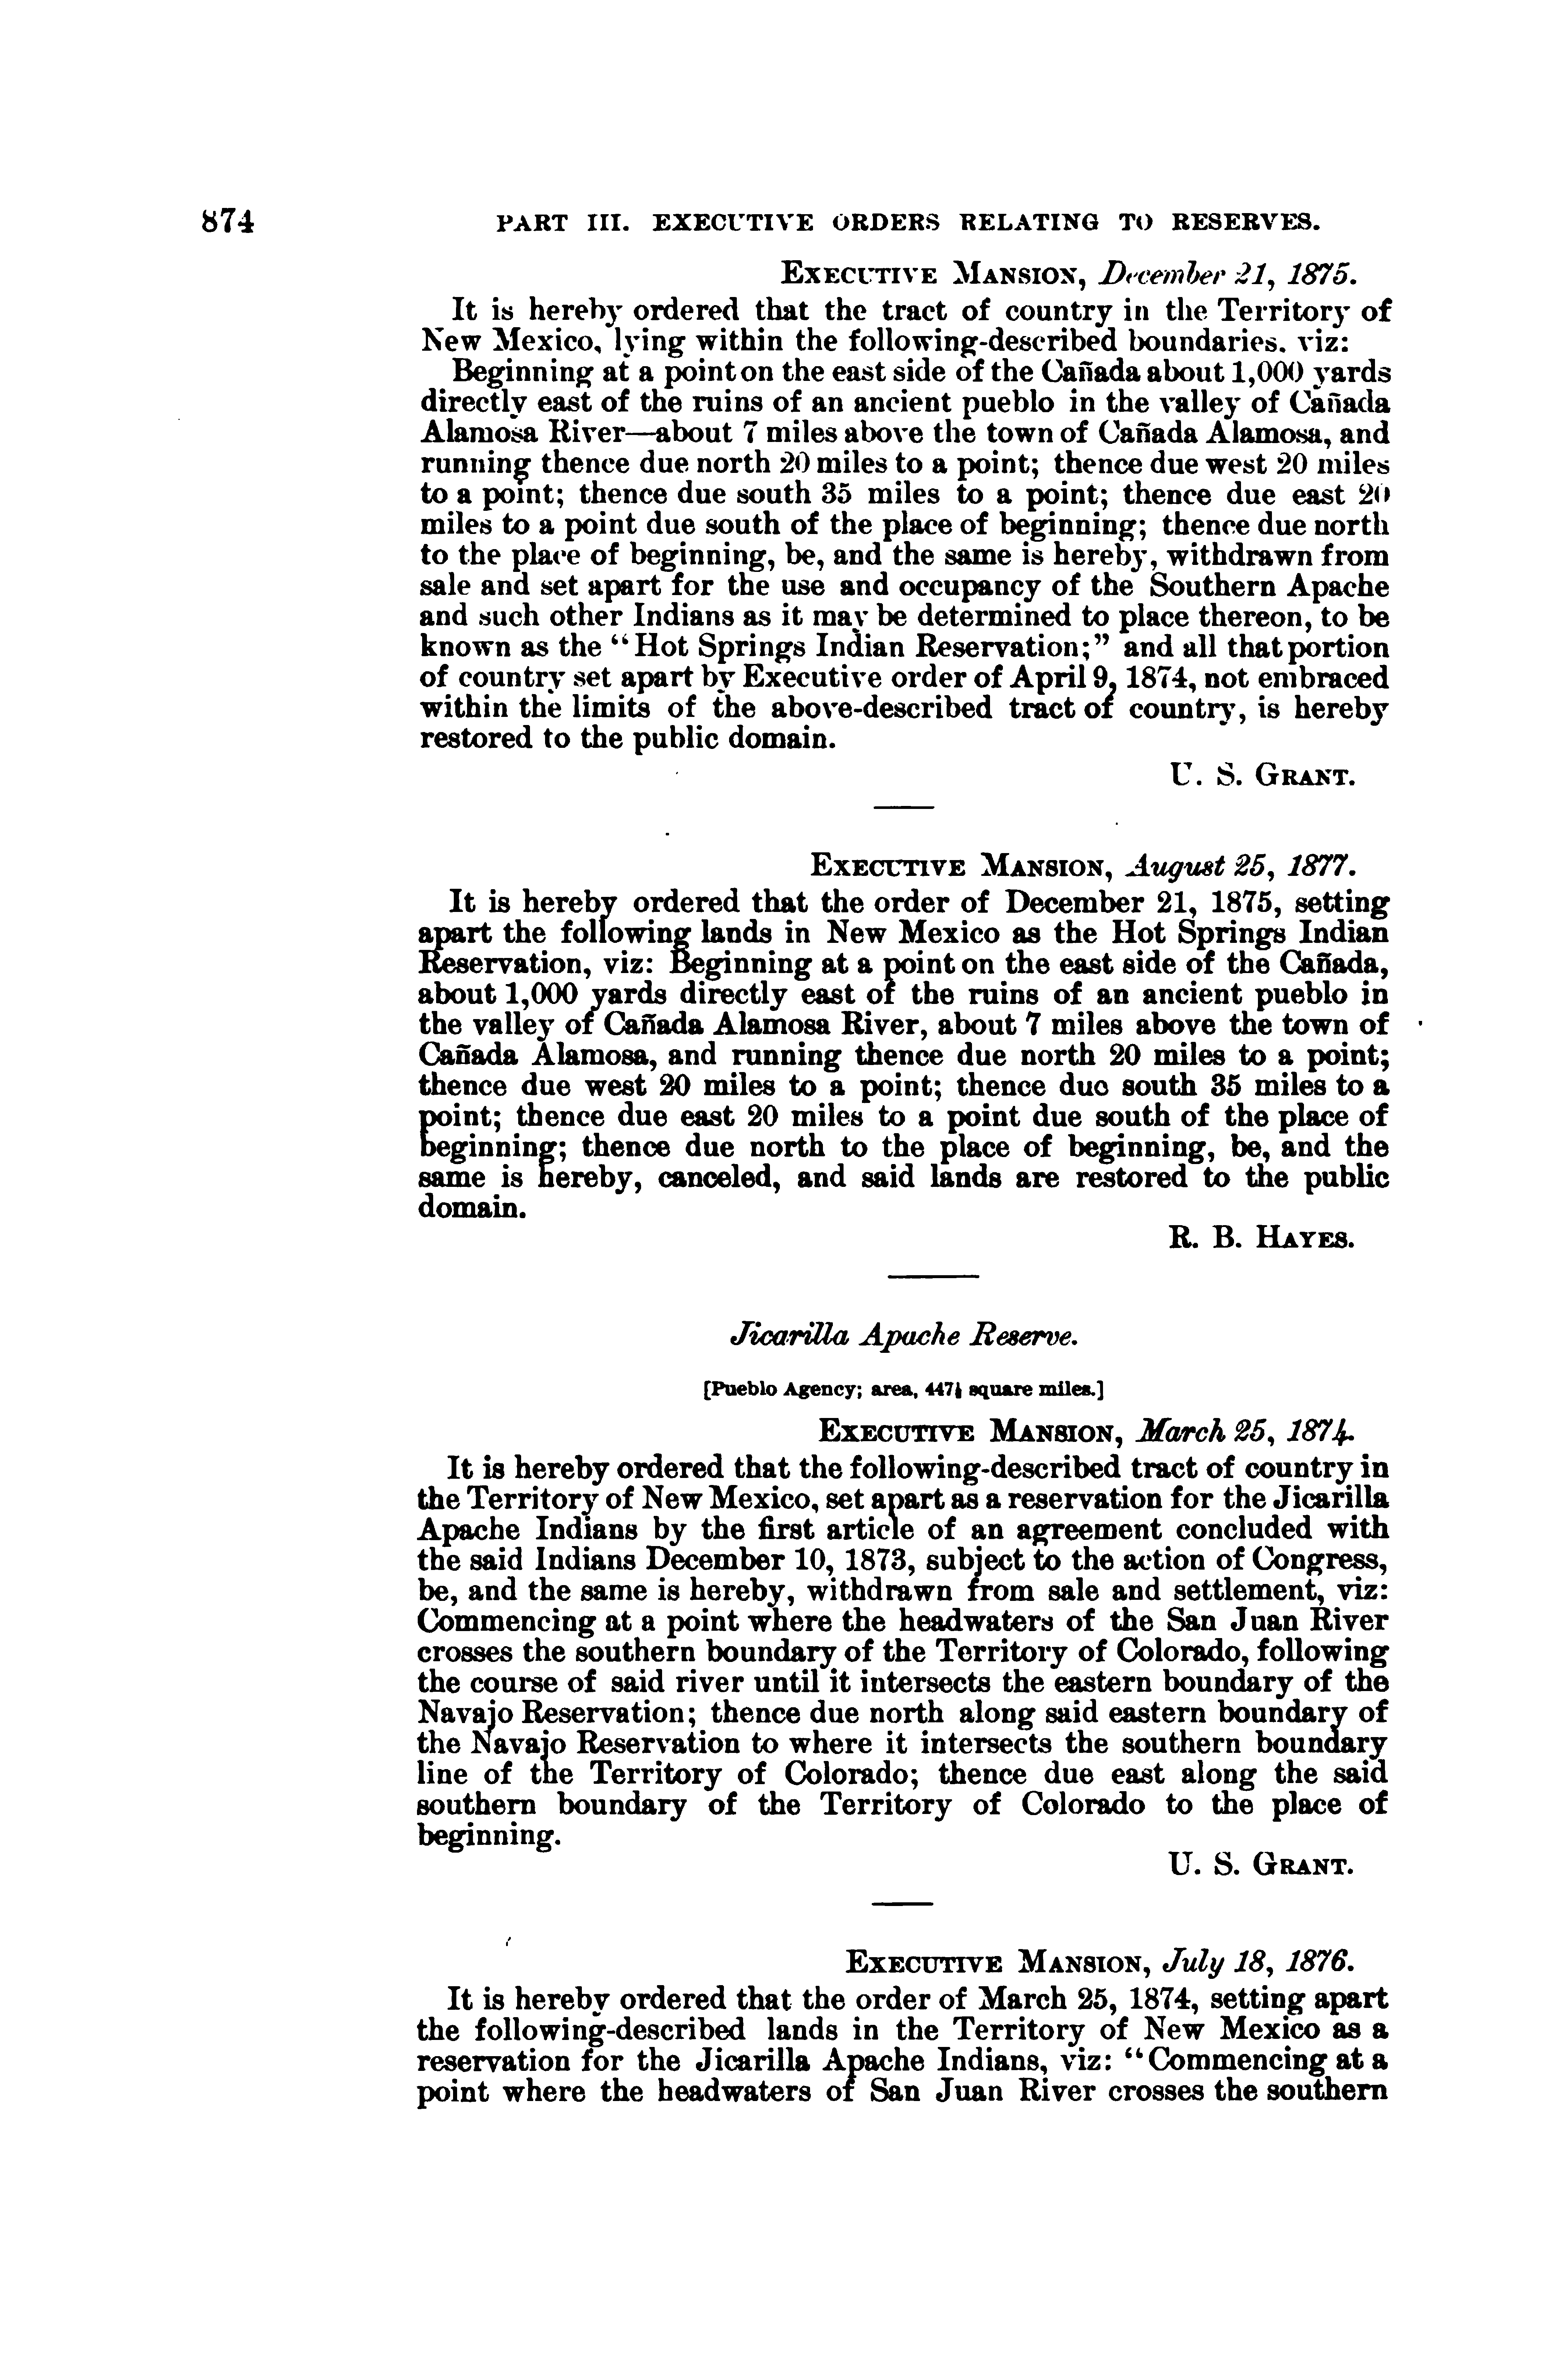 874 PART III. EXECUTIVE ORDERS RELATING TO RESERVES.
EXECUTIVE MANSION, December 21, 1875.
It is hereby ordered that the tract of country in the Territory of
New Mexico, lying within the following-described boundaries, viz:
Beginning at a point on the east side of the Cañada about 1,000 yards
directly east of the ruins of an ancient pueblo in the valley of Cañada
Alamosa River—about 7 miles above the town of Cañada Alamosa, and
running thence due north 20 miles to a point; thence due west 20 miles
to a point; thence due south 35 miles to a point; thence due east 20
miles to a point due south of the place of beginning; thence due north
to the place of beginning, be, and the same is hereby, withdrawn from
sale and set apart for the use and occupancy of the Southern Apache
and such other Indians as it may be determined to place thereon, to be
known as the “Hot Springs Indian Reservation;” and all that portion
of country set apart by Executive order of April 9, 1874, not embraced
within the limits of the above-described tract of country, is hereby
restored to the public domain.
U. S. GRANT.
EXECUTIVE MANSION, August 25, 1877.
It is hereby ordered that the order of December 21, 1875, setting
apart the following lands in New Mexico as the Hot Springs Indian
Reservation, viz: Beginning at a point on the east side of the Cañada,
about 1,000 yards directly east of the ruins of an ancient pueblo in
the valley of Cañada Alamosa River, about 7 miles above the town of
Cañada Alamosa, and running thence due north 20 miles to a point;
thence due west 20 miles to a point; thence due south 35 miles to a
point; thence due east 20 miles to a point due south of the place of
beginning; thence due north to the place of beginning, be, and the
same is hereby, canceled, and said lands are restored to the public
domain.
R. B. HAYES.
Jicarilla Apache Reserve.
[Pueblo Agency; area, 447½ square miles.]
EXECUTIVE MANSION, March 25, 1874.
It is hereby ordered that the following-described tract of country in
the Territory of New Mexico, set apart as a reservation for the Jicarilla
Apache Indians by the first article of an agreement concluded with
the said Indians December 10, 1873, subject to the action of Congress,
be, and the same is hereby, withdrawn from sale and settlement, viz:
Commencing at a point where the headwaters of the San Juan River
crosses the southern boundary of the Territory of Colorado, following
the course of said river until it intersects the eastern boundary of the
Navajo Reservation; thence due north along said eastern boundary of
the Navajo Reservation to where it intersects the southern boundary
line of the Territory of Colorado; thence due east along the said
southern boundary of the Territory of Colorado to the place of
beginning.
U. S. GRANT.
EXECUTIVE MANSION, July 18, 1876.
It is hereby ordered that the order of March 25, 1874, setting apart
the following-described lands in the Territory of New Mexico as a
reservation for the Jicarilla Apache Indians, viz: “Commencing at a
point where the headwaters of San Juan River crosses the southern